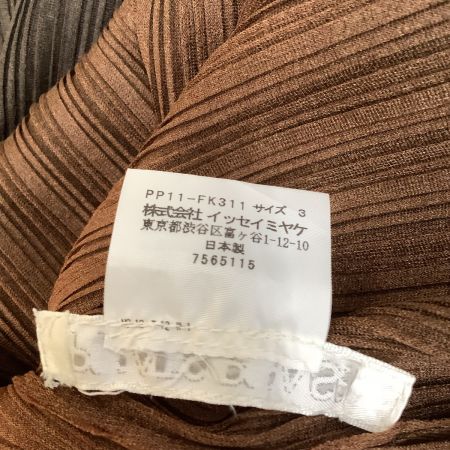 PP11-FK311 サイズ 3
株式会社 イッセイミヤケ
東京都渋谷区富ヶ谷1-12-10
日本製
7565115